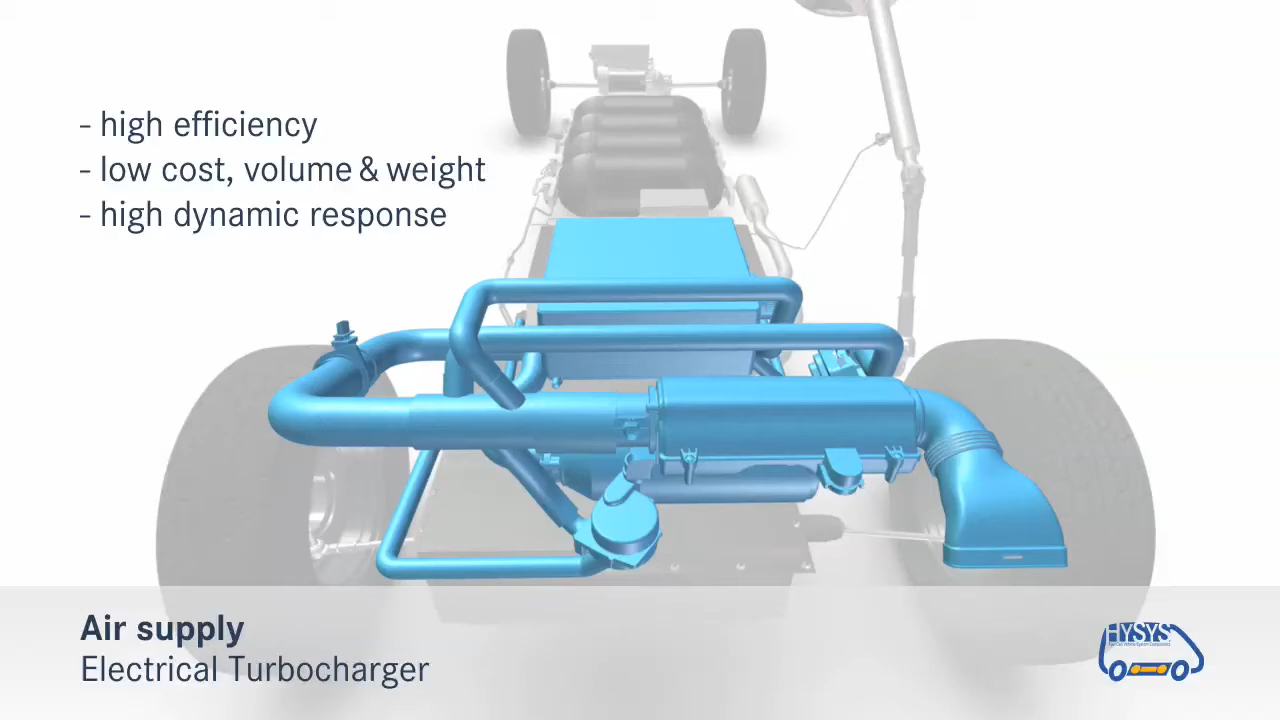 - high efficiency
- low cost, volume & weight
- high dynamic response
Air supply
Electrical Turbocharger
HYSYS